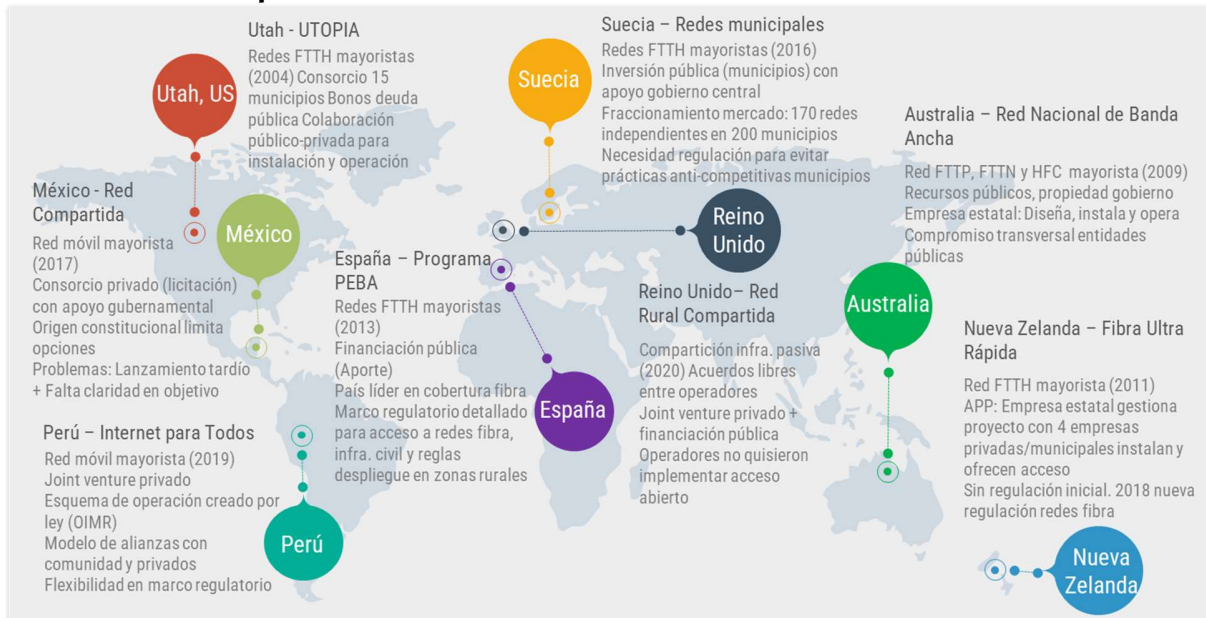 Utah - UTOPIA
Redes FTTH mayoristas
(2004) Consorcio 15
municipios Bonos deuda
pública Colaboración
público-privada para
instalación y operación
Utah, US
Suecia – Redes municipales
Redes FTTH mayoristas (2016)
Inversión pública (municipios) con
apoyo gobierno central
Fraccionamiento mercado: 170 redes
independientes en 200 municipios
Necesidad regulación para evitar
prácticas anti-competitivas municipios
Suecia
Australia – Red Nacional de Banda
Ancha
Red FTTP, FTTN y HFC mayorista (2009)
Recursos públicos, propiedad gobierno
Empresa estatal: Diseña, instala y opera
Compromiso transversal entidades
públicas
Australia
México - Red
Compartida
Red móvil mayorista
(2017)
Consorcio privado (licitación)
con apoyo gubernamental
Origen constitucional limita
opciones
Problemas: Lanzamiento tardío
+ Falta claridad en objetivo
México
España – Programa
PEBA
Redes FTTH mayoristas
(2013)
Financiación pública
(Aporte)
País líder en cobertura fibra
Marco regulatorio detallado
para acceso a redes fibra,
infra. civil y reglas
despliegue en zonas rurales
España
Reino
Unido
Reino Unido– Red
Rural Compartida
Compartición infra. pasiva
(2020) Acuerdos libres
entre operadores
Joint venture privado +
financiación pública
Operadores no quisieron
implementar acceso
abierto
Nueva Zelanda – Fibra Ultra
Rápida
Red FTTH mayorista (2011)
APP: Empresa estatal gestiona
proyecto con 4 empresas
privadas/municipales instalan y
ofrecen acceso
Sin regulación inicial. 2018 nueva
regulación redes fibra
Nueva
Zelanda
Perú – Internet para Todos
Red móvil mayorista (2019)
Joint venture privado
Esquema de operación creado por
ley (OIMR)
Modelo de alianzas con
comunidad y privados
Flexibilidad en marco regulatorio
Perú